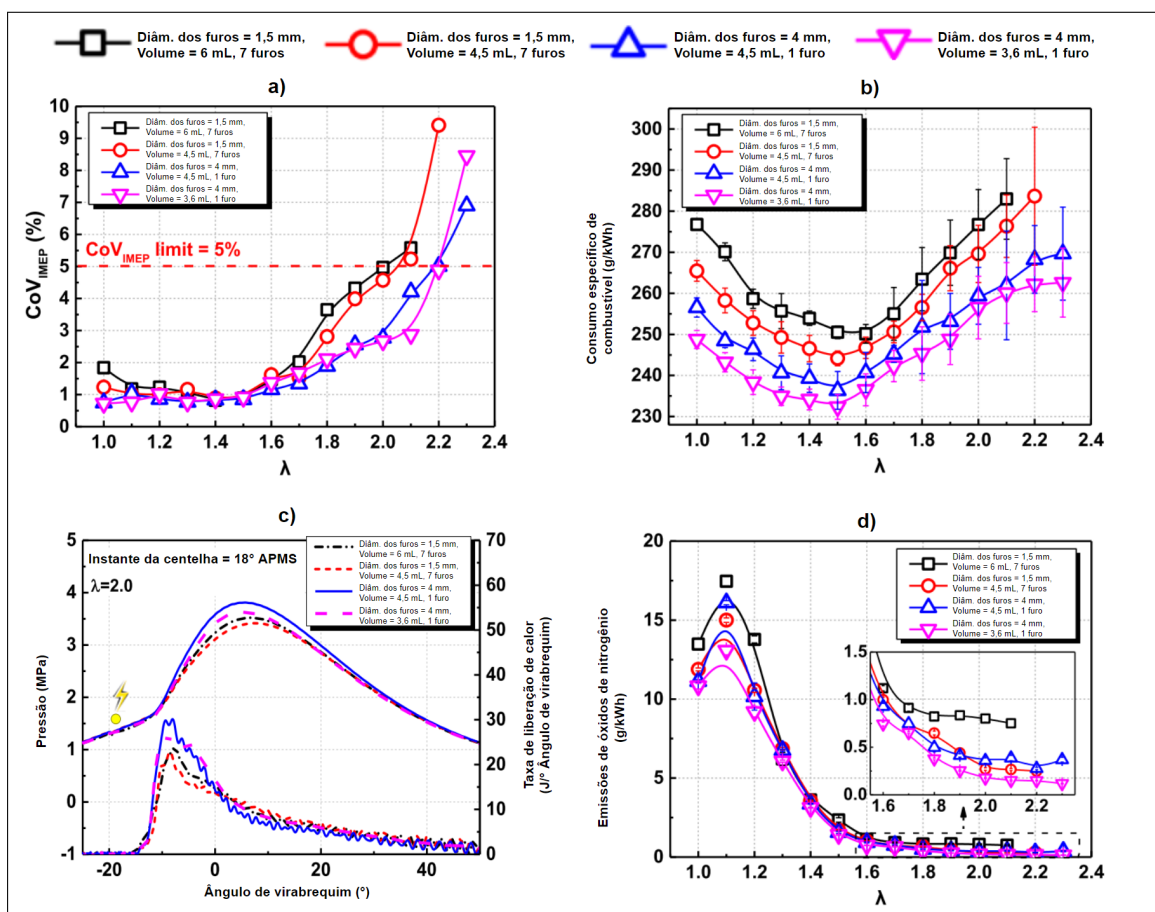 Diâm. dos furos = 1,5 mm,
Volume = 6 mL, 7 furos
Diâm. dos furos = 1,5 mm,
Volume = 4,5 mL, 7 furos
Diâm. dos furos = 4 mm,
Volume = 4,5 mL, 1 furo
Diâm. dos furos = 4 mm,
Volume = 3,6 mL, 1 furo
a)
CoV_IMEP (%)
10
9
8
7
6
5
4
3
2
1
0
Diâm. dos furos = 1,5 mm,
Volume = 6 mL, 7 furos
Diâm. dos furos = 1,5 mm,
Volume = 4,5 mL, 7 furos
Diâm. dos furos = 4 mm,
Volume = 4,5 mL, 1 furo
Diâm. dos furos = 4 mm,
Volume = 3,6 mL, 1 furo
CoV_IMEP limit = 5%
1.0 1.2 1.4 1.6 1.8 2.0 2.2 2.4
λ
b)
Consumo específico de
combustível (g/kWh)
300
290
280
270
260
250
240
230
Diâm. dos furos = 1,5 mm,
Volume = 6 mL, 7 furos
Diâm. dos furos = 1,5 mm,
Volume = 4,5 mL, 7 furos
Diâm. dos furos = 4 mm,
Volume = 4,5 mL, 1 furo
Diâm. dos furos = 4 mm,
Volume = 3,6 mL, 1 furo
1.0 1.2 1.4 1.6 1.8 2.0 2.2 2.4
λ
c)
Pressão (MPa)
5
4
3
2
1
0
-1
Instante da centelha = 18° APMS
λ=2.0
Diâm. dos furos = 1,5 mm,
Volume = 6 mL, 7 furos
Diâm. dos furos = 1,5 mm,
Volume = 4,5 mL, 7 furos
Diâm. dos furos = 4 mm,
Volume = 4,5 mL, 1 furo
Diâm. dos furos = 4 mm,
Volume = 3,6 mL, 1 furo
70
60
50
40
30
20
10
0
Taxa de liberação de calor
(J/° Ângulo de virabrequim)
-20 0 20 40
Ângulo de virabrequim (°)
d)
Emissões de óxidos de nitrogênio
(g/kWh)
20
15
10
5
0
Diâm. dos furos = 1,5 mm,
Volume = 6 mL, 7 furos
Diâm. dos furos = 1,5 mm,
Volume = 4,5 mL, 7 furos
Diâm. dos furos = 4 mm,
Volume = 4,5 mL, 1 furo
Diâm. dos furos = 4 mm,
Volume = 3,6 mL, 1 furo
1.5
1.0
0.5
0.0
1.6 1.8 2.0 2.2
1.0 1.2 1.4 1.6 1.8 2.0 2.2 2.4
λ